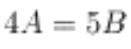 4A = 5B